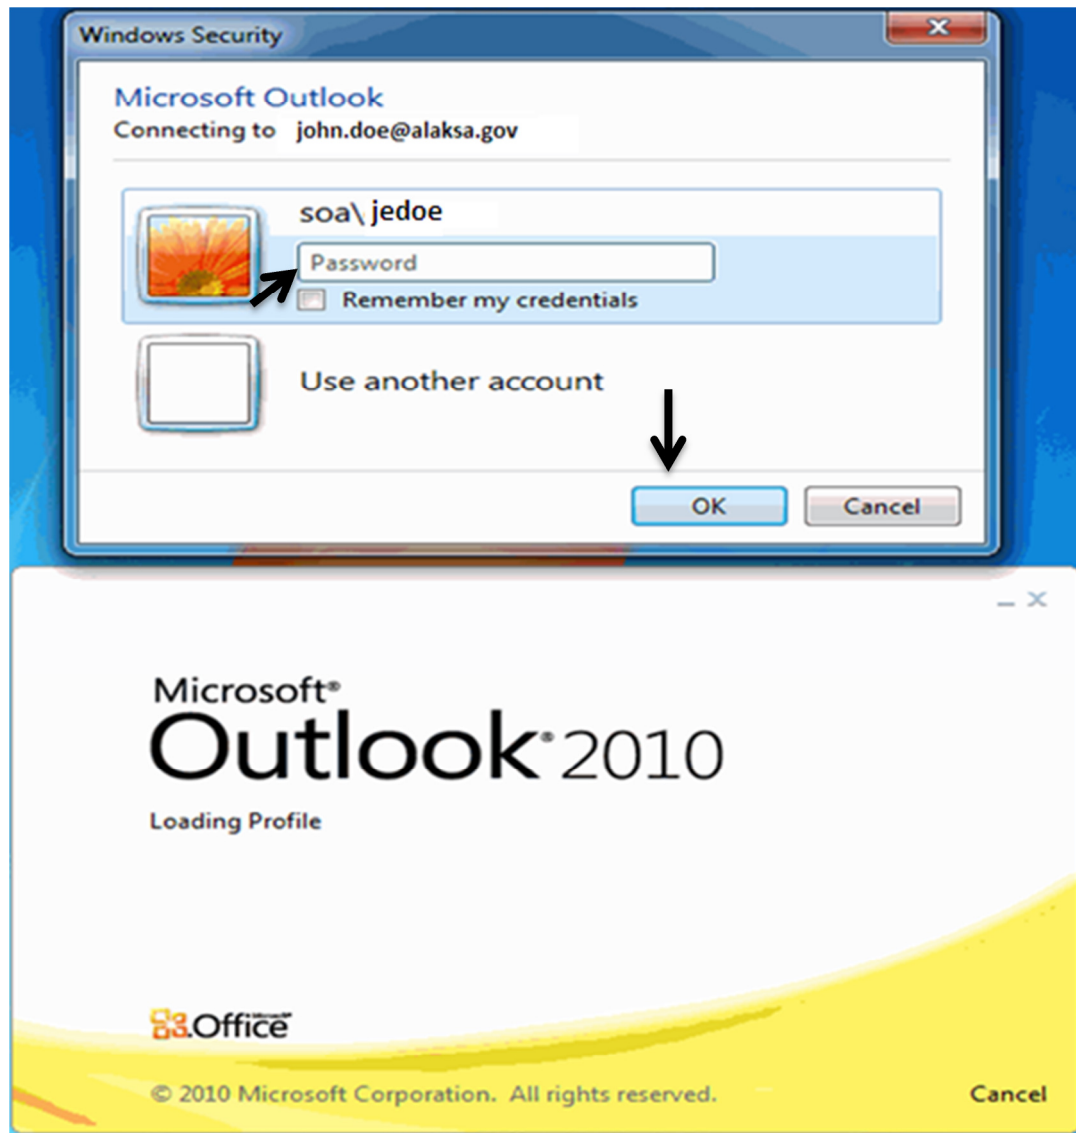 Windows Security
Microsoft Outlook
Connecting to john.doe@alaksa.gov
soa\ jedoe
Password
Remember my credentials
Use another account
OK Cancel
Microsoft®
Outlook® 2010
Loading Profile
Microsoft®
Office
© 2010 Microsoft Corporation. All rights reserved. Cancel